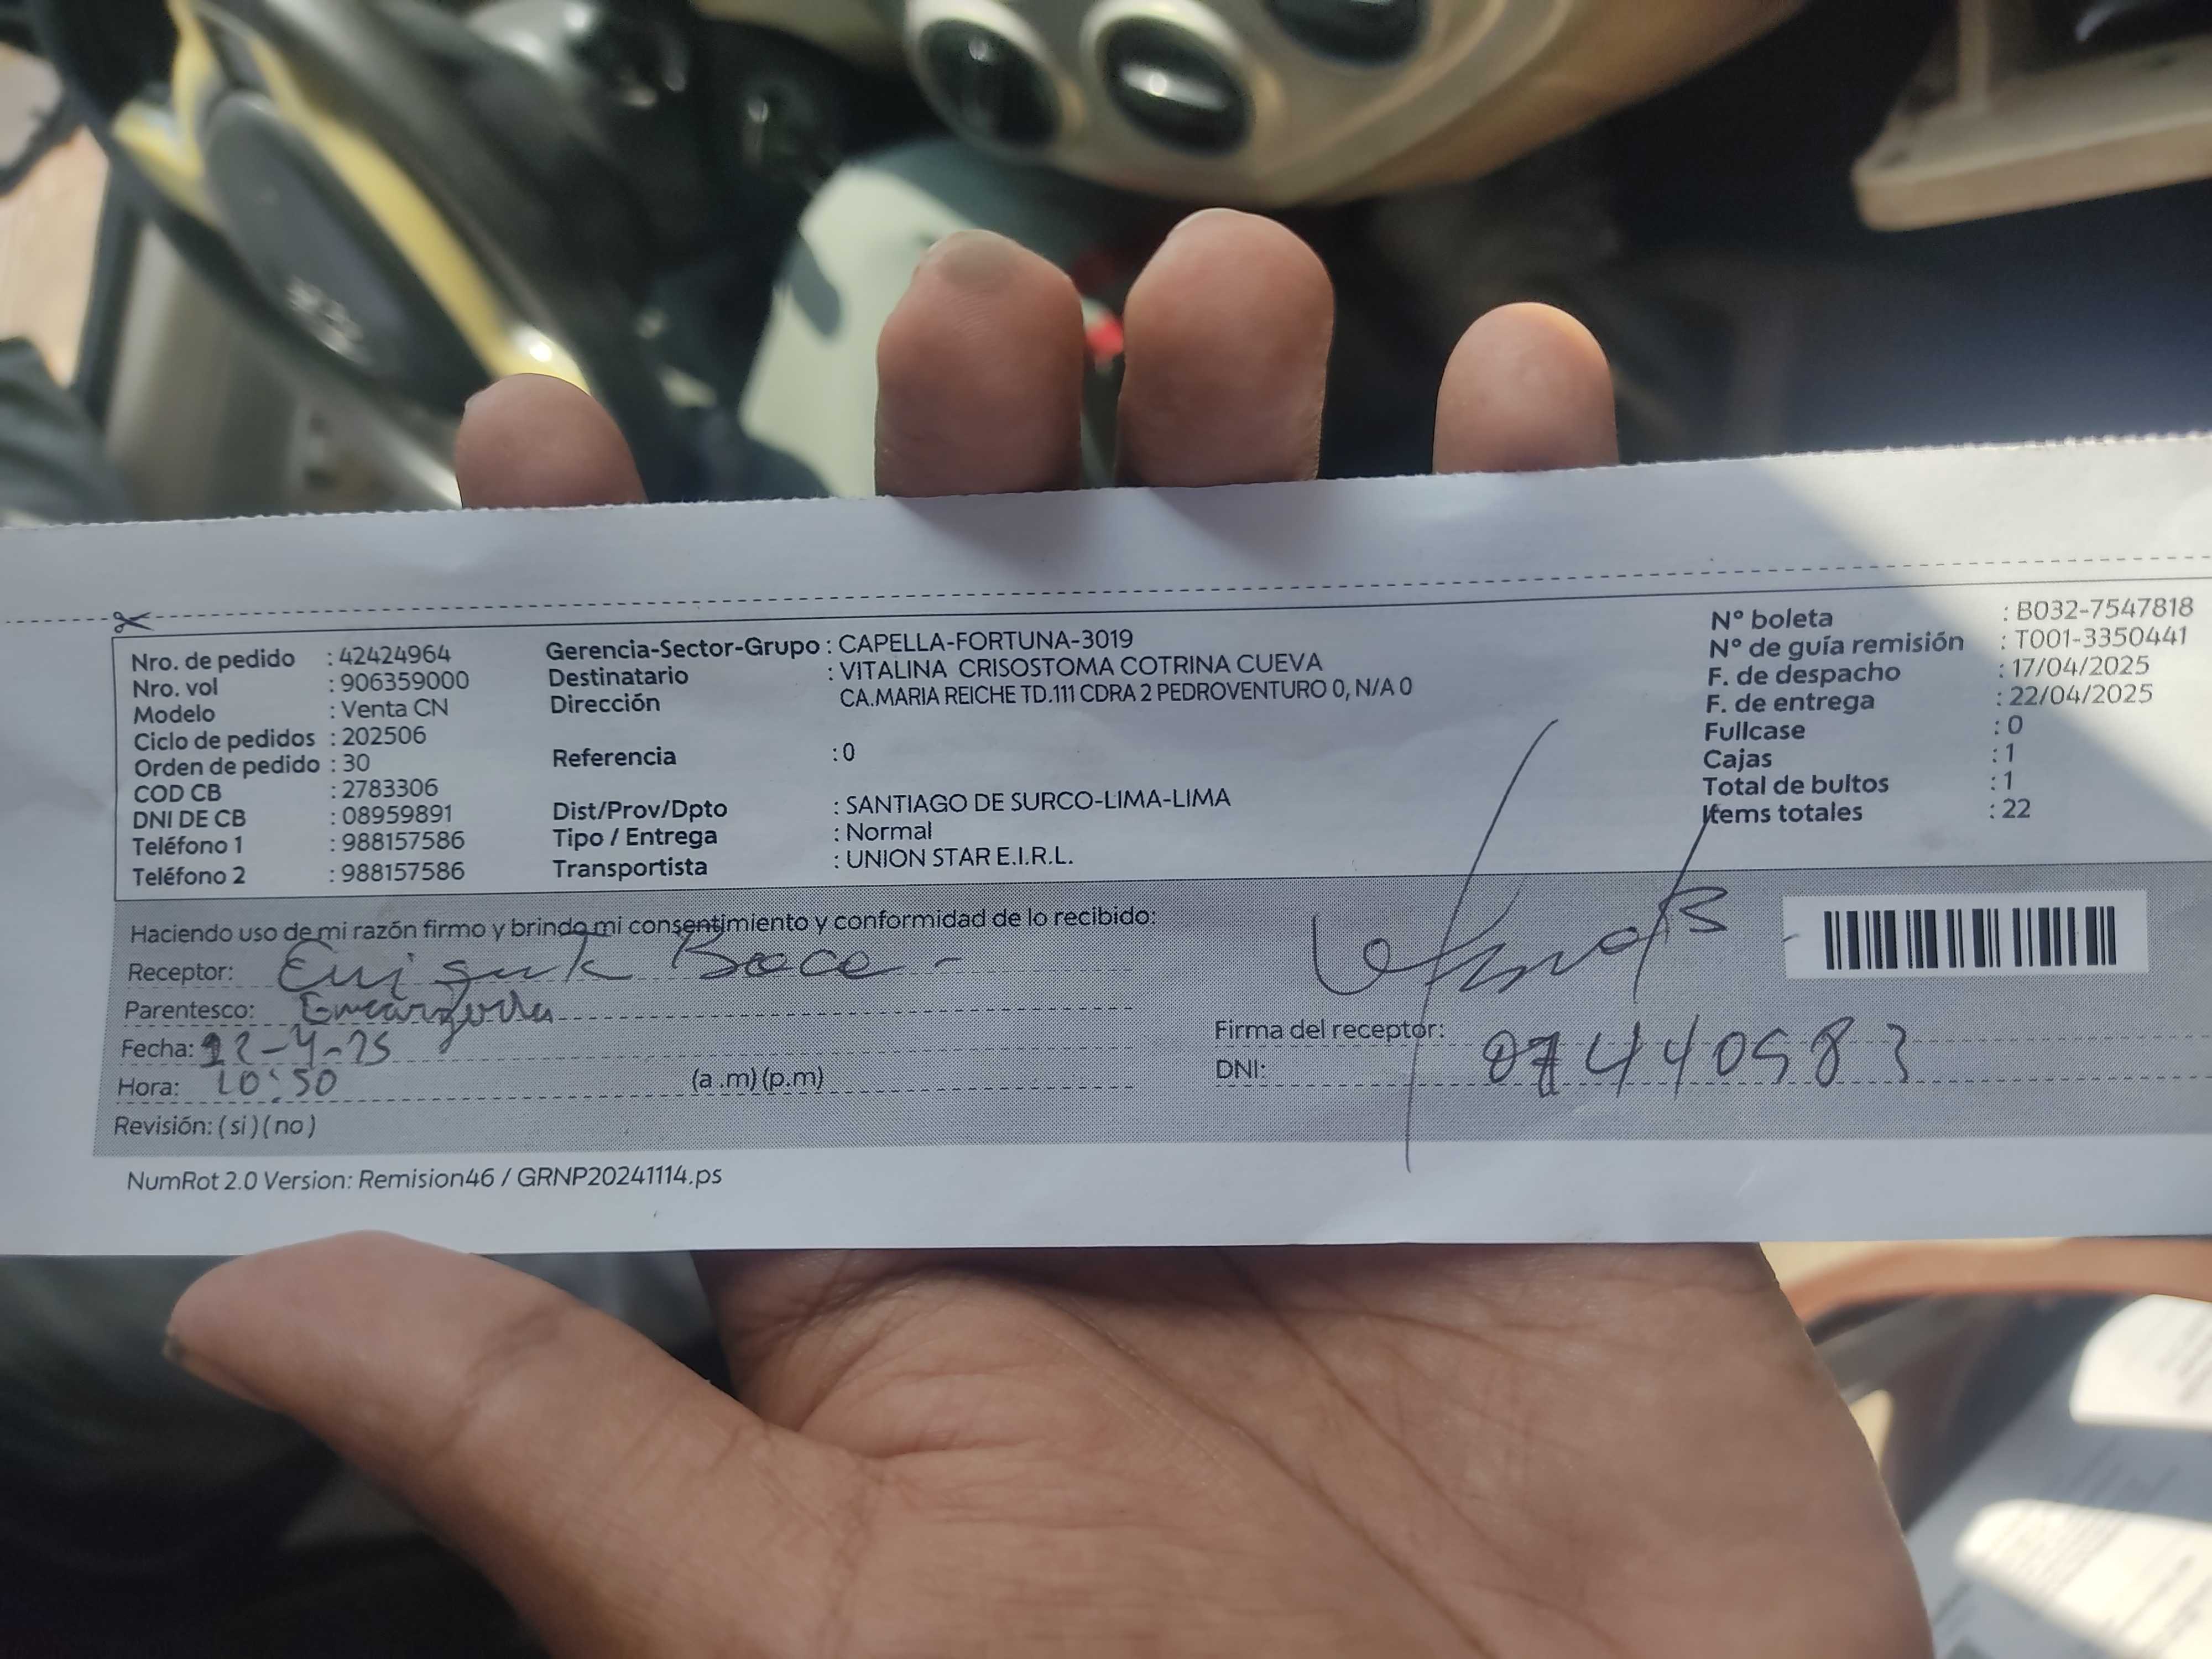 Nro. de pedido : 42424964
Nro. vol : 906359000
Modelo : Venta CN
Ciclo de pedidos : 202506
Orden de pedido : 30
COD CB : 2783306
DNI DE CB : 08959891
Teléfono 1 : 988157586
Teléfono 2 : 988157586
Gerencia-Sector-Grupo : CAPELLA-FORTUNA-3019
Destinatario : VITALINA CRISOSTOMA COTRINA CUEVA
Dirección CA.MARIA REICHE TD.111 CDRA 2 PEDROVENTURO 0, N/A 0
Referencia : 0
Dist/Prov/Dpto : SANTIAGO DE SURCO-LIMA-LIMA
Tipo / Entrega : Normal
Transportista : UNION STAR E.I.R.L.
N° boleta : B032-7547818
N° de guía remisión : T001-3350441
F. de despacho : 17/04/2025
F. de entrega : 22/04/2025
Fullcase : 0
Cajas : 1
Total de bultos : 1
Items totales : 22
Haciendo uso de mi razón firmo y brindo mi consentimiento y conformidad de lo recibido:
Receptor:
Parentesco:
Fecha: 22-4-25
Hora: 10:50 (a .m) (p.m)
Revisión: ( si ) ( no )
Firma del receptor:
DNI:
NumRot 2.0 Version: Remision46 / GRNP20241114.ps